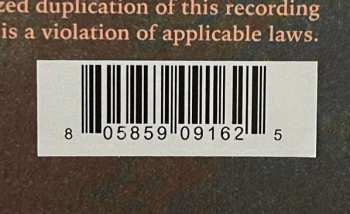 zed duplication of this recording
is a violation of applicable laws.
8 05859 09162 5